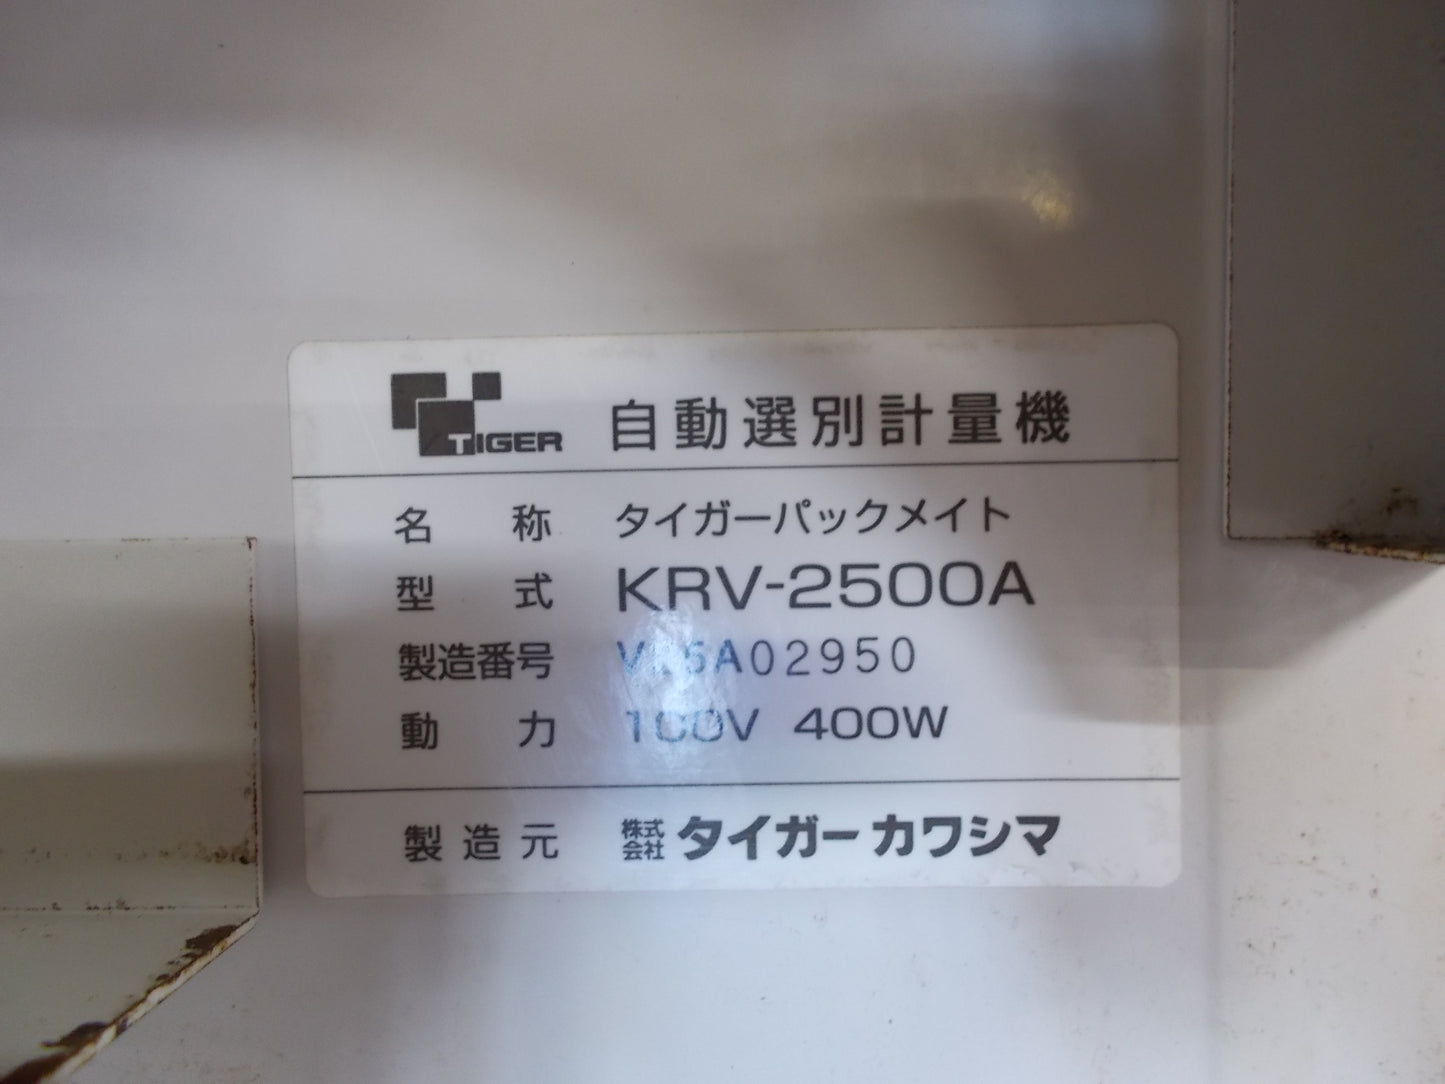 TIGER 自動選別計量機
名称 タイガーパックメイト
型式 KRV-2500A
製造番号
動力 100V 400W
製造元 株式会社 タイガーカワシマ